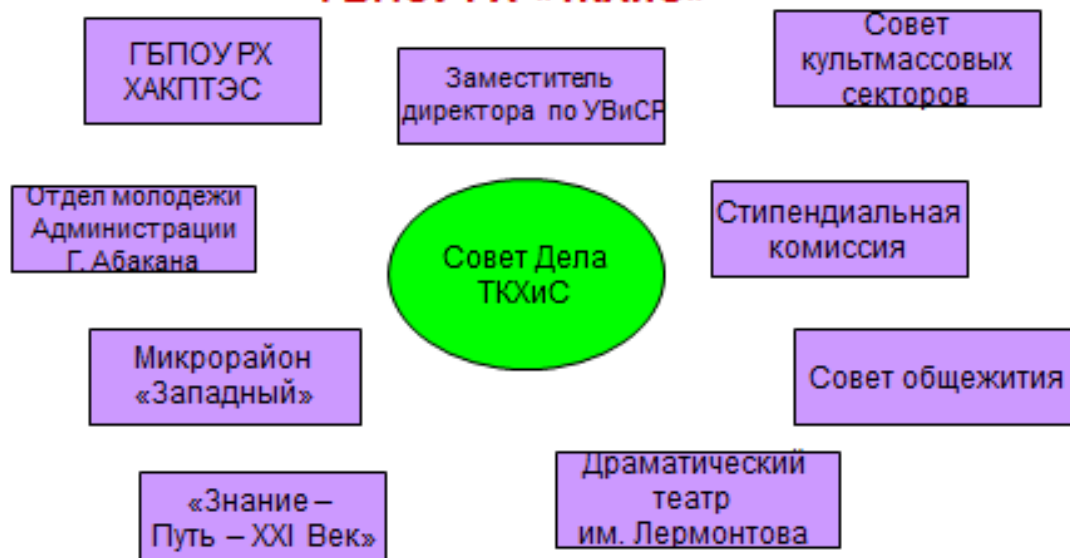 ГБПОУ РХ
ХАКПТЭС
Заместитель
директора по УВиСР
Совет
культмассовых
секторов
Отдел молодежи
Администрации
Г. Абакана
Совет Дела
ТКХиС
Стипендиальная
комиссия
Микрорайон
«Западный»
Совет общежития
«Знание –
Путь – XXI Век»
Драматический
театр
им. Лермонтова